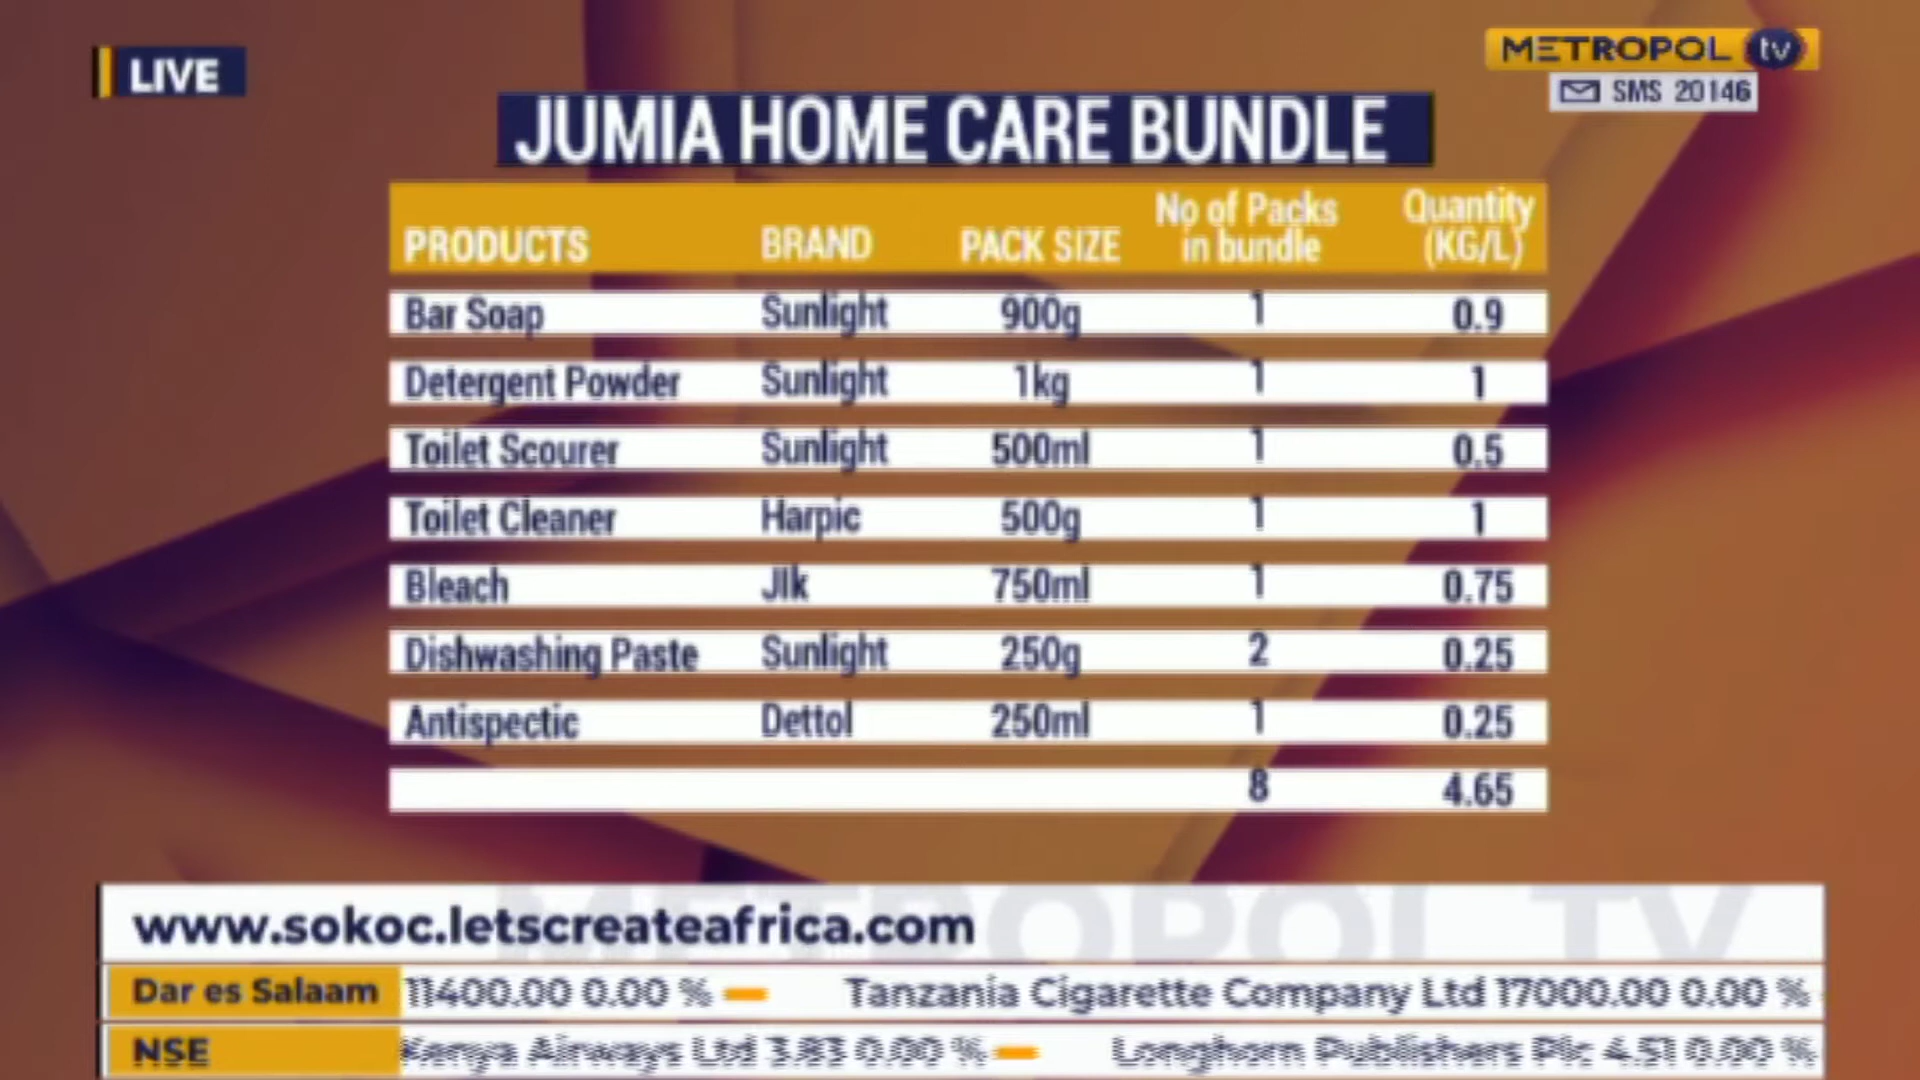 LIVE
METROPOL tv
SMS 20146
JUMIA HOME CARE BUNDLE
PRODUCTS BRAND PACK SIZE No of Packs in bundle Quantity (KG/L)
Bar Soap Sunlight 900g 1 0.9
Detergent Powder Sunlight 1kg 1 1
Toilet Scourer Sunlight 500ml 1 0.5
Toilet Cleaner Harpic 500g 1 1
Bleach JIk 750ml 1 0.75
Dishwashing Paste Sunlight 250g 2 0.25
Antispectic Dettol 250ml 1 0.25
8 4.65
METROPOL TV
www.sokoc.letscreateafrica.com
Dar es Salaam 11400.00 0.00 % Tanzania Cigarette Company Ltd 17000.00 0.00 %
NSE Kenya Airways Ltd 3.83 0.00 % Longhorn Publishers Plc 4.51 0.00 %